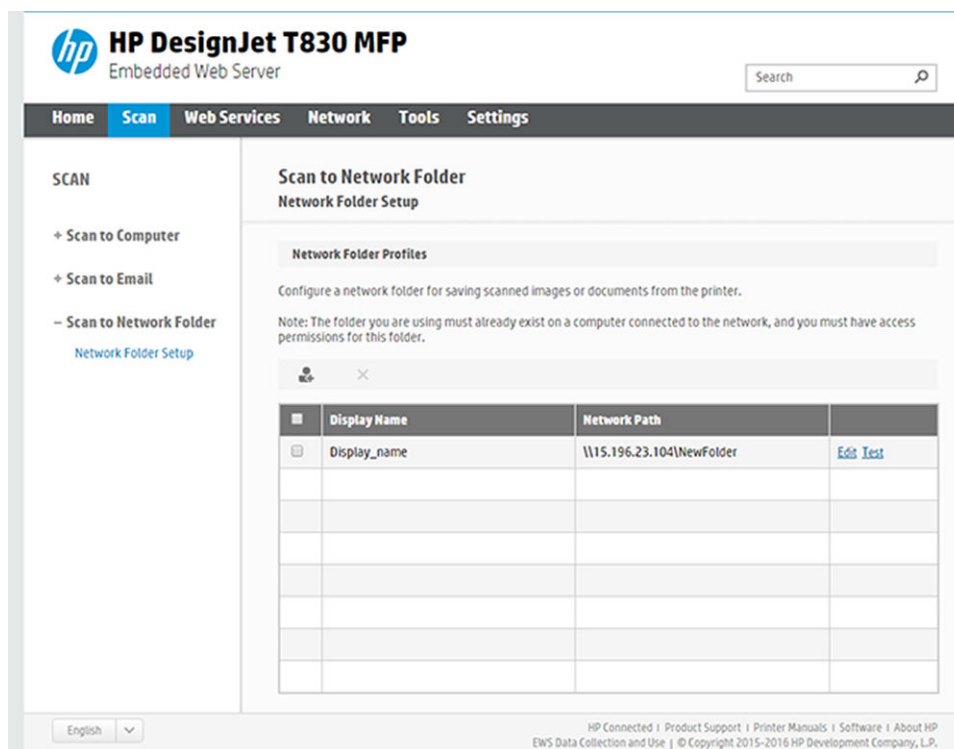 hp
HP DesignJet T830 MFP
Embedded Web Server
Search
Home Scan Web Services Network Tools Settings
SCAN
+ Scan to Computer
+ Scan to Email
– Scan to Network Folder
Network Folder Setup
Scan to Network Folder
Network Folder Setup
Network Folder Profiles
Configure a network folder for saving scanned images or documents from the printer.
Note: The folder you are using must already exist on a computer connected to the network, and you must have access
permissions for this folder.
Display Name Network Path
Display_name \\15.196.23.104\NewFolder Edit Test
English
HP Connected | Product Support | Printer Manuals | Software | About HP
EWS Data Collection and Use | © Copyright 2015-2016 HP Development Company, L.P.